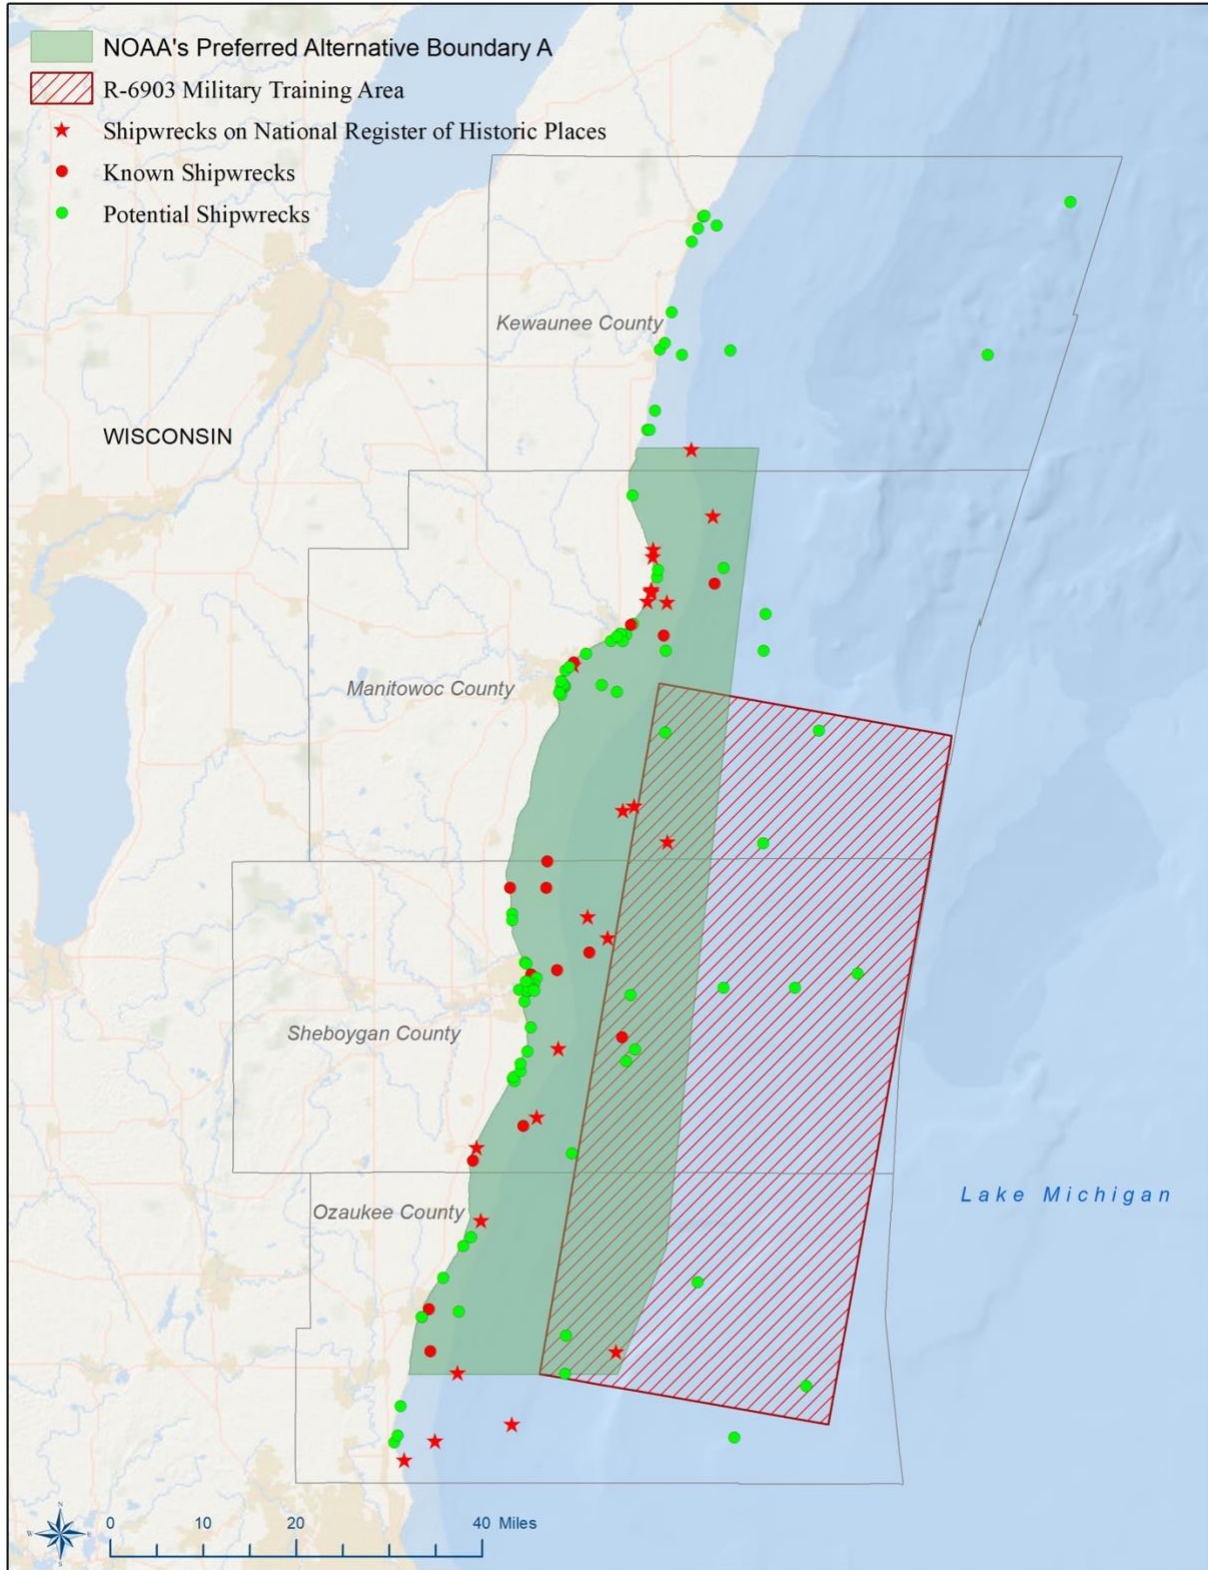 NOAA's Preferred Alternative Boundary A
R-6903 Military Training Area
Shipwrecks on National Register of Historic Places
Known Shipwrecks
Potential Shipwrecks
Kewaunee County
WISCONSIN
Manitowoc County
Sheboygan County
Lake Michigan
Ozaukee County
N
W E
S
0 10 20 40 Miles